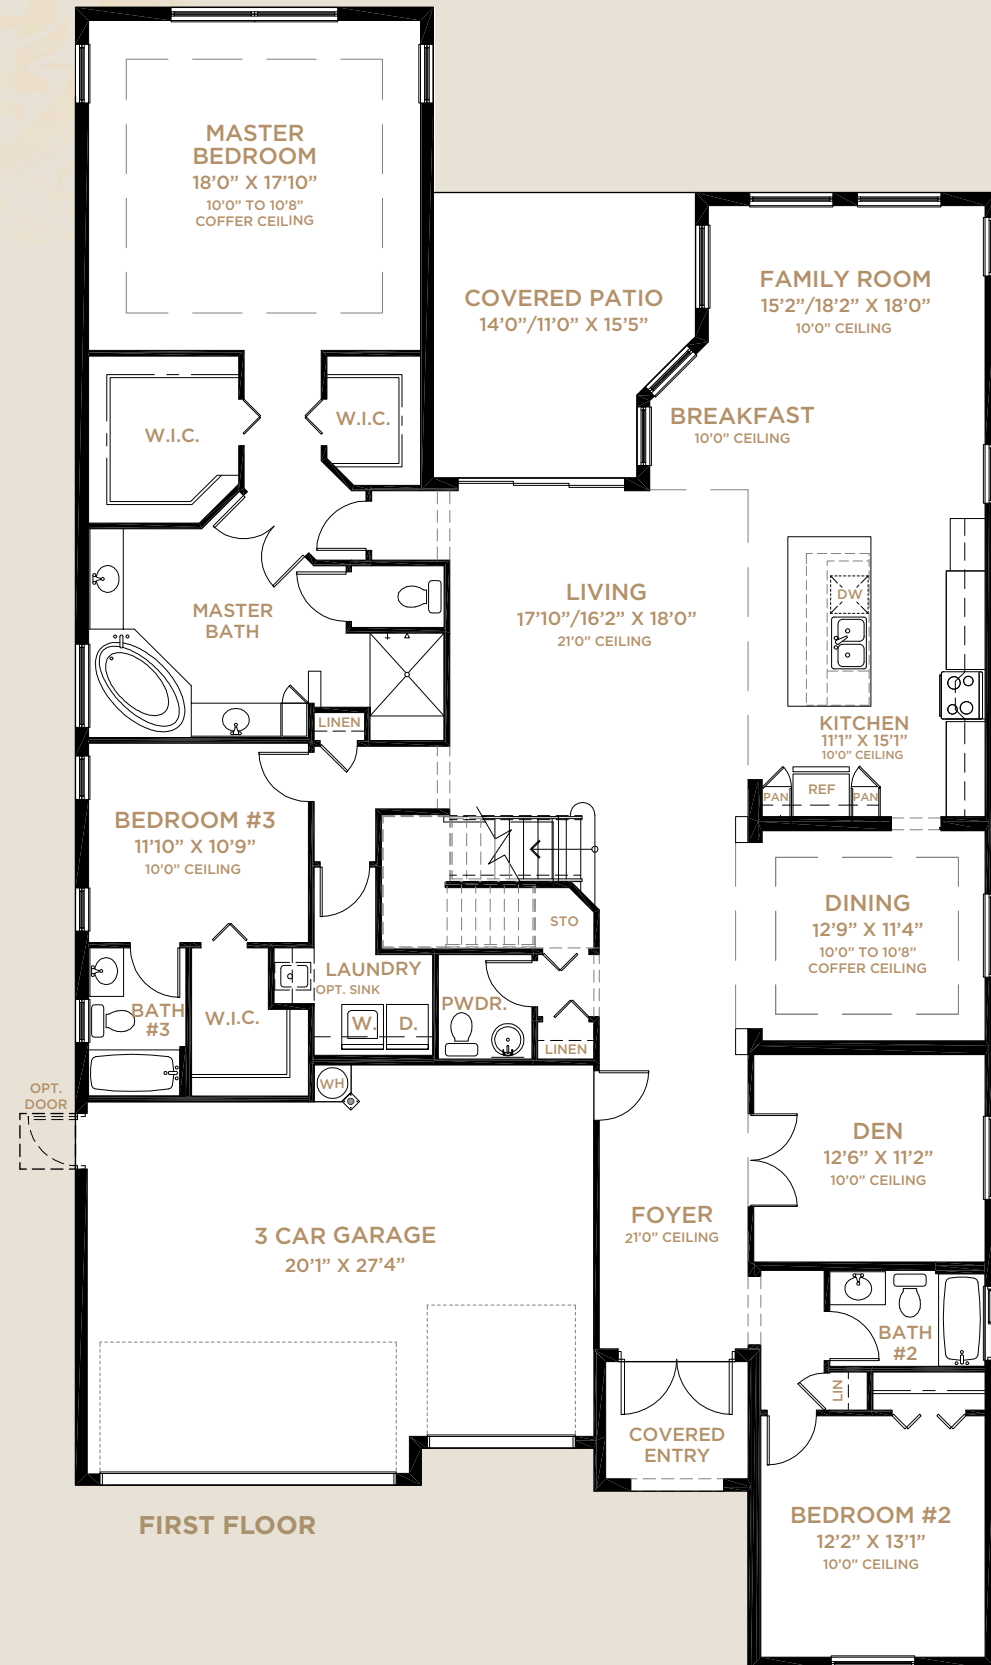 MASTER
BEDROOM
18'0” X 17'10”
10'0” TO 10'8”
COFFER CEILING
COVERED PATIO
14'0”/11'0” X 15'5”
FAMILY ROOM
15'2”/18'2” X 18'0”
10'0” CEILING
BREAKFAST
10'0” CEILING
W.I.C.
W.I.C.
MASTER
BATH
LIVING
17'10”/16'2” X 18'0”
21'0” CEILING
DW
KITCHEN
11'1” X 15'1”
10'0” CEILING
LINEN
PAN
REF
PAN
BEDROOM #3
11'10” X 10'9”
10'0” CEILING
STO
DINING
12'9” X 11'4”
10'0” TO 10'8”
COFFER CEILING
LAUNDRY
OPT. SINK
BATH
#3
W.I.C.
W.
D.
PWDR.
LINEN
WH
OPT.
DOOR
DEN
12'6” X 11'2”
10'0” CEILING
3 CAR GARAGE
20'1” X 27'4”
FOYER
21'0” CEILING
BATH
#2
LIN
COVERED
ENTRY
BEDROOM #2
12'2” X 13'1”
10'0” CEILING
FIRST FLOOR